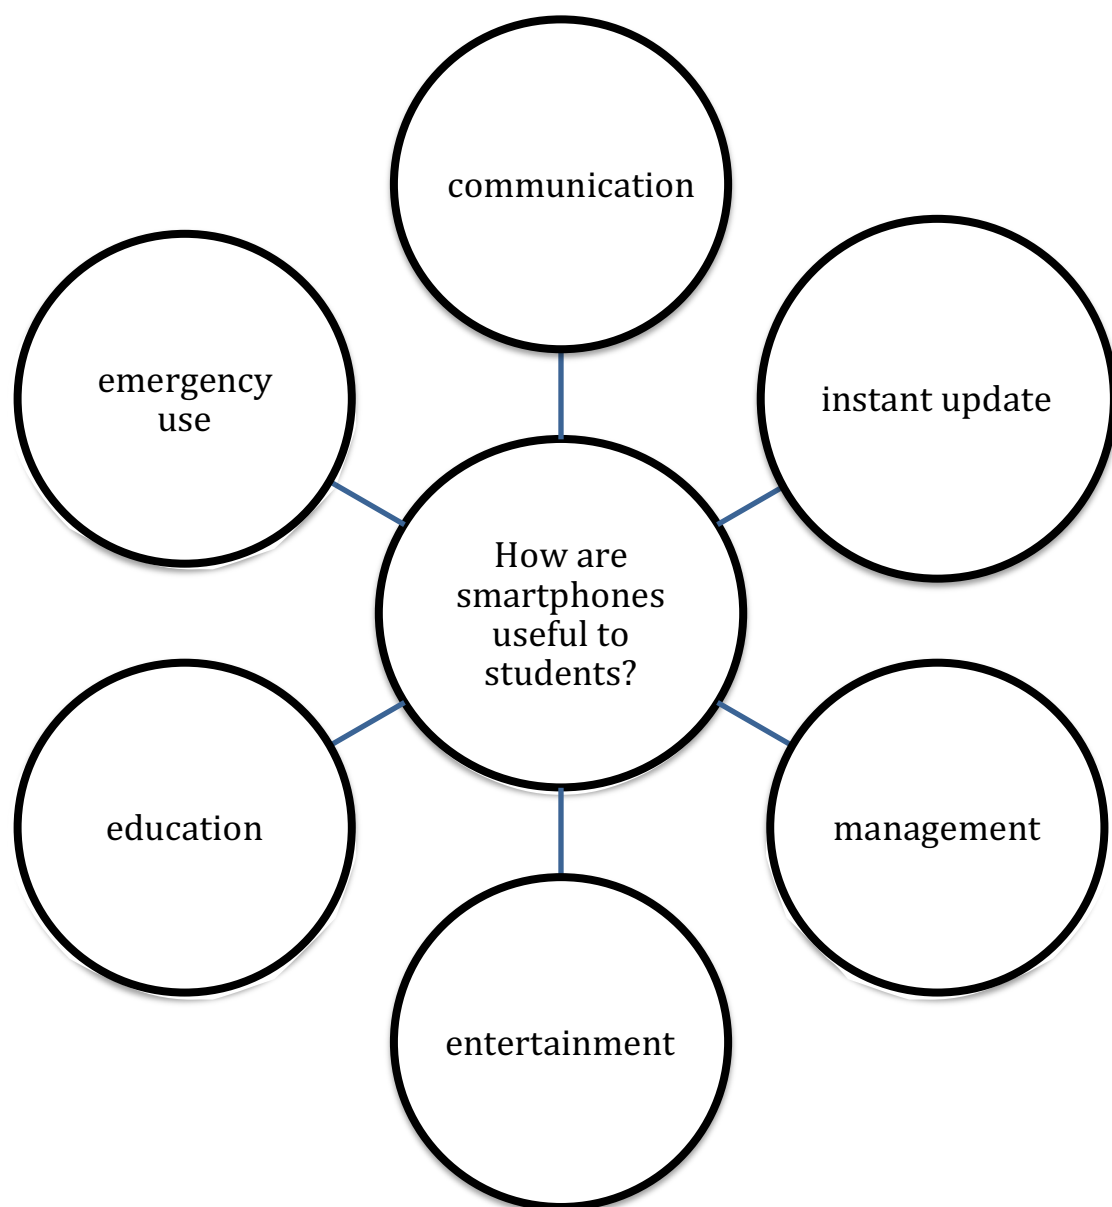 communication
instant update
emergency
use
How are
smartphones
useful to
students?
education
management
entertainment